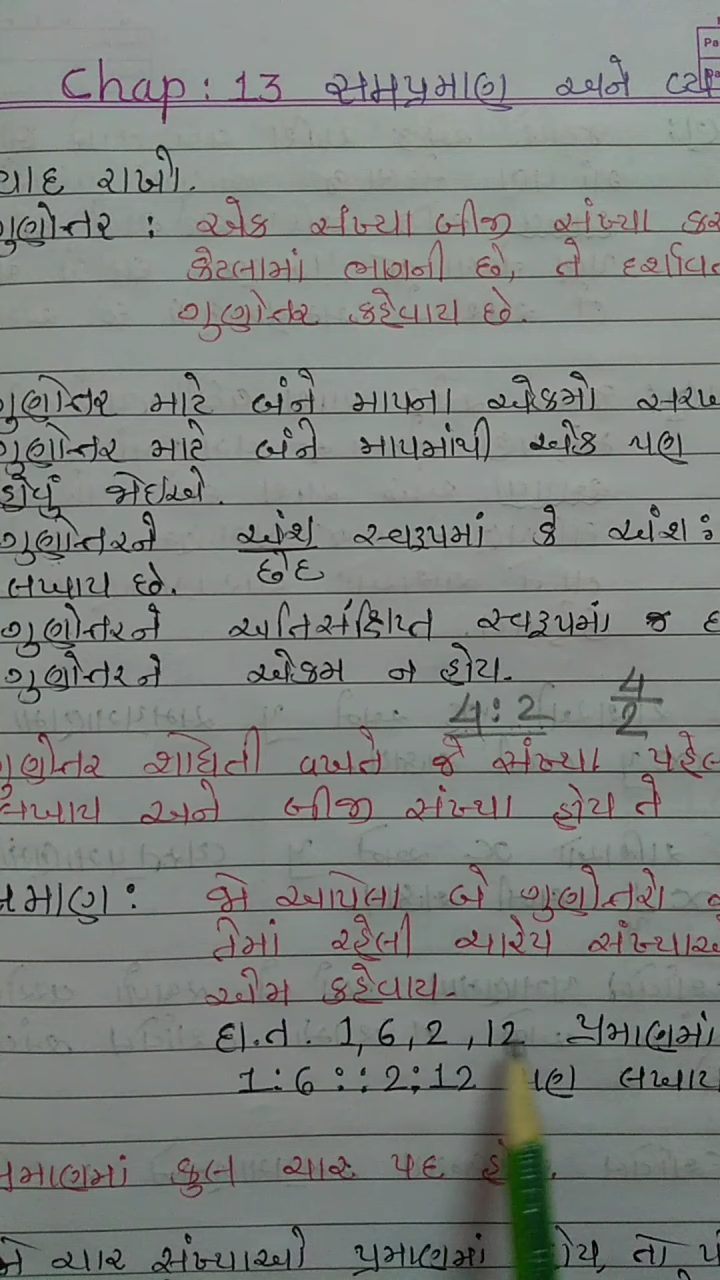 Chap: 13 સમપ્રમાણ અને વ્ય
યાદ રાખો.
ગુણોત્તર : એક સંખ્યા બીજી સંખ્યા કર
કેટલામાં ભાગની છે, તે દર્શાવ
ગુણોત્તર કહેવાય છે.
ગુણોત્તર માટે બંને માપના એકમો સરખ
ગુણોત્તર માટે બંને માપમાંથી એક પણ
હોવું જોઇએ.
ગુણોત્તરને અંશ/છેદ સ્વરૂપમાં કે અંશ:
લખાય છે.
ગુણોત્તરને અતિસંક્ષિપ્ત સ્વરૂપમાં જ દ
ગુણોત્તરને એકમ ન હોય.
4:2 4/2
ગુણોતર શોધતી વખતે જે સંખ્યા પહેલ
લખાય અને બીજી સંખ્યા હોય તે
પ્રમાણ: જો આપેલા બે ગુણોતરો
તેમાં રહેલી ચારેય સંખ્યાઓ
એમ કહેવાય.
દા.ત. 1, 6, 2, 12 પ્રમાણમાં
1:6::2:12 પણ લખાય
પ્રમાણમાં કુલ ચાર પદ
ચાર સંખ્યાઓ પ્રમાણમાં હોય, તો